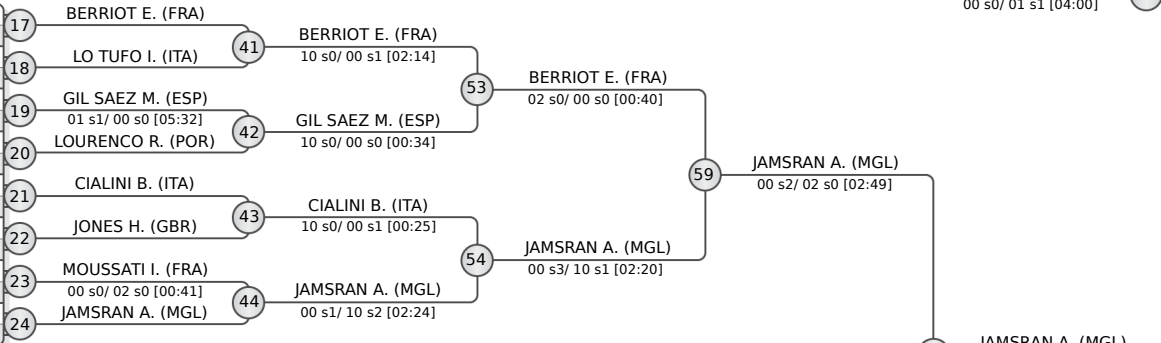 00 s0/ 01 s1 [04:00]
17
BERRIOT E. (FRA)
18
LO TUFO I. (ITA)
41
BERRIOT E. (FRA)
10 s0/ 00 s1 [02:14]
19
GIL SAEZ M. (ESP)
01 s1/ 00 s0 [05:32]
20
LOURENCO R. (POR)
42
GIL SAEZ M. (ESP)
10 s0/ 00 s0 [00:34]
53
BERRIOT E. (FRA)
02 s0/ 00 s0 [00:40]
21
CIALINI B. (ITA)
22
JONES H. (GBR)
43
CIALINI B. (ITA)
10 s0/ 00 s1 [00:25]
23
MOUSSATI I. (FRA)
00 s0/ 02 s0 [00:41]
24
JAMSRAN A. (MGL)
44
JAMSRAN A. (MGL)
00 s1/ 10 s2 [02:24]
54
JAMSRAN A. (MGL)
00 s3/ 10 s1 [02:20]
59
JAMSRAN A. (MGL)
00 s2/ 02 s0 [02:49]
JAMSRAN A. (MGL)